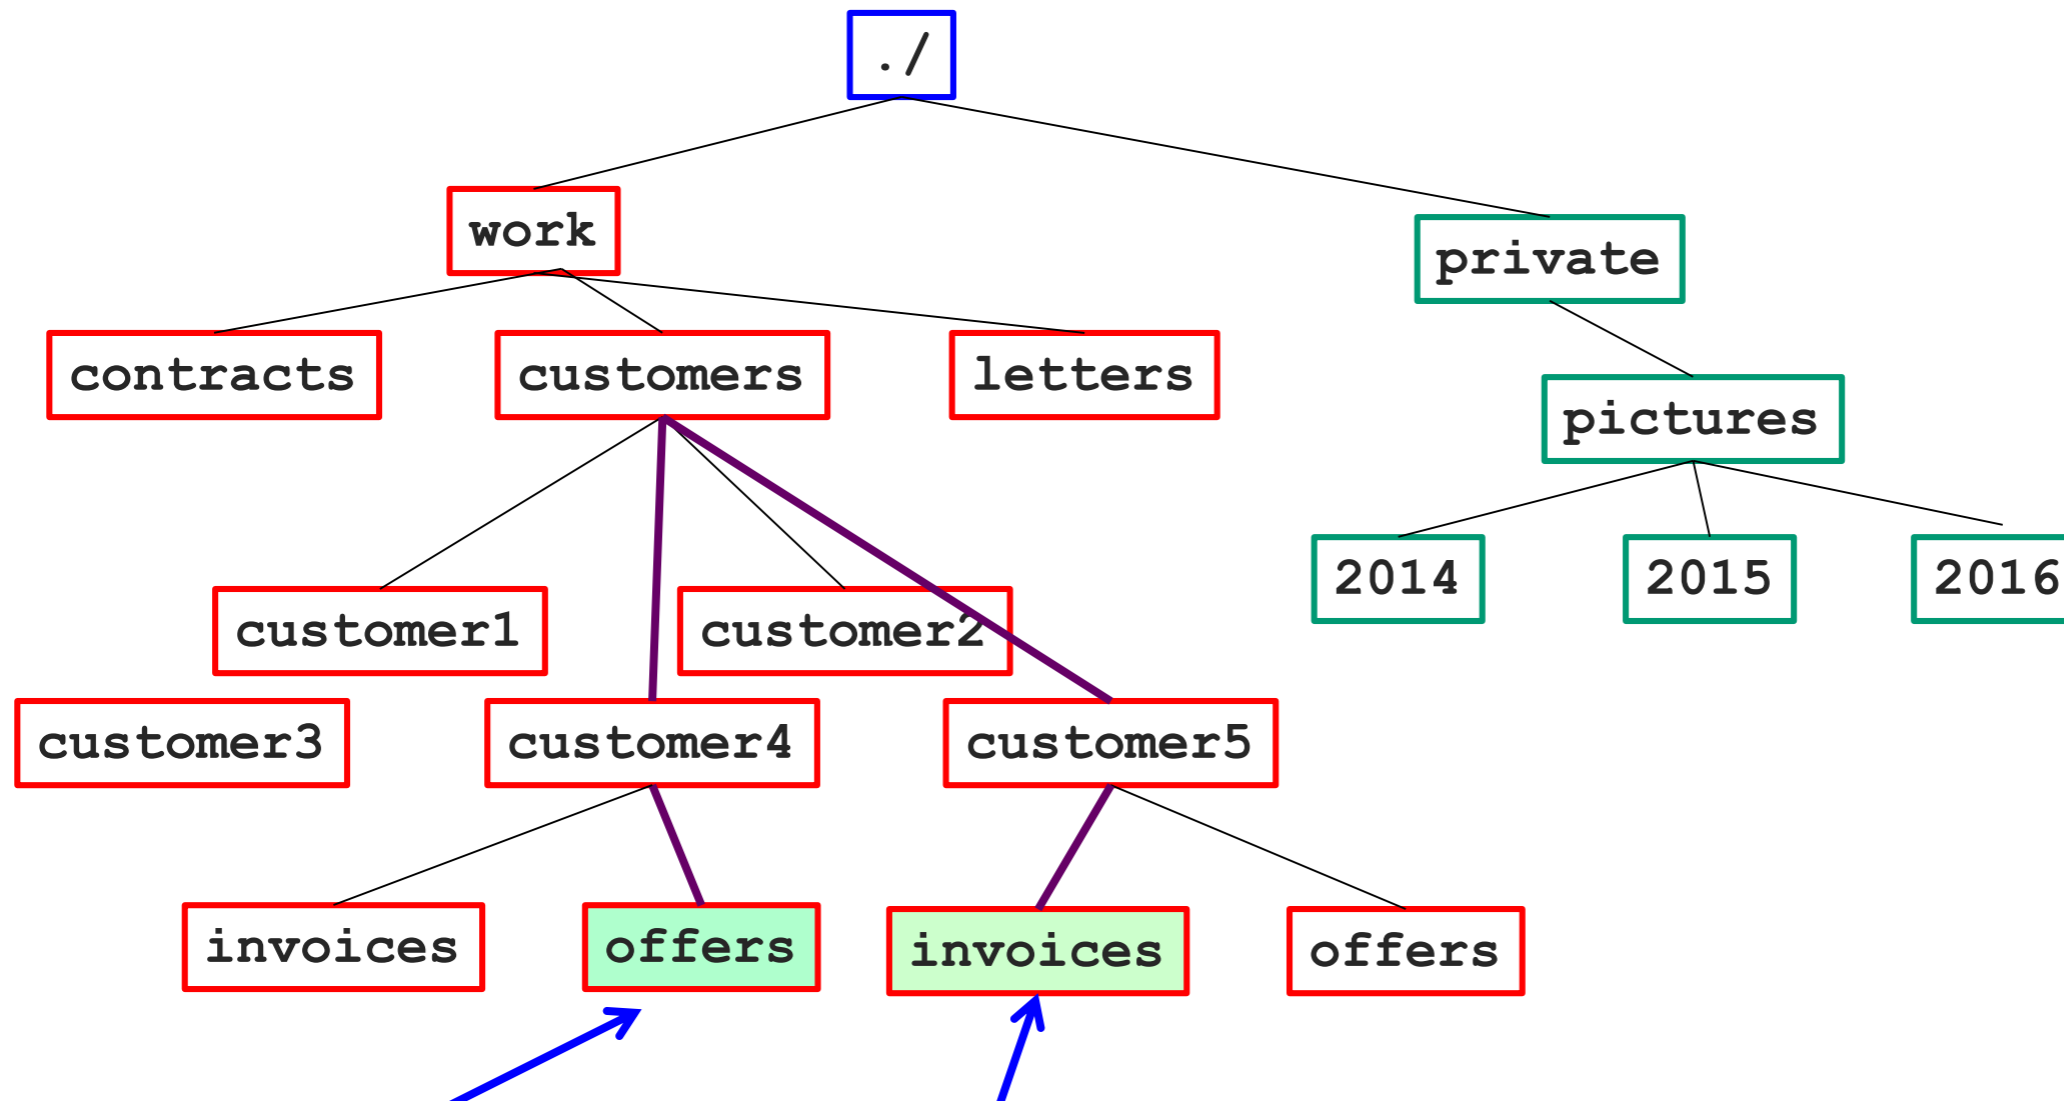 ./
work
private
contracts
customers
letters
pictures
2014
2015
2016
customer1
customer2
customer3
customer4
customer5
invoices
offers
invoices
offers